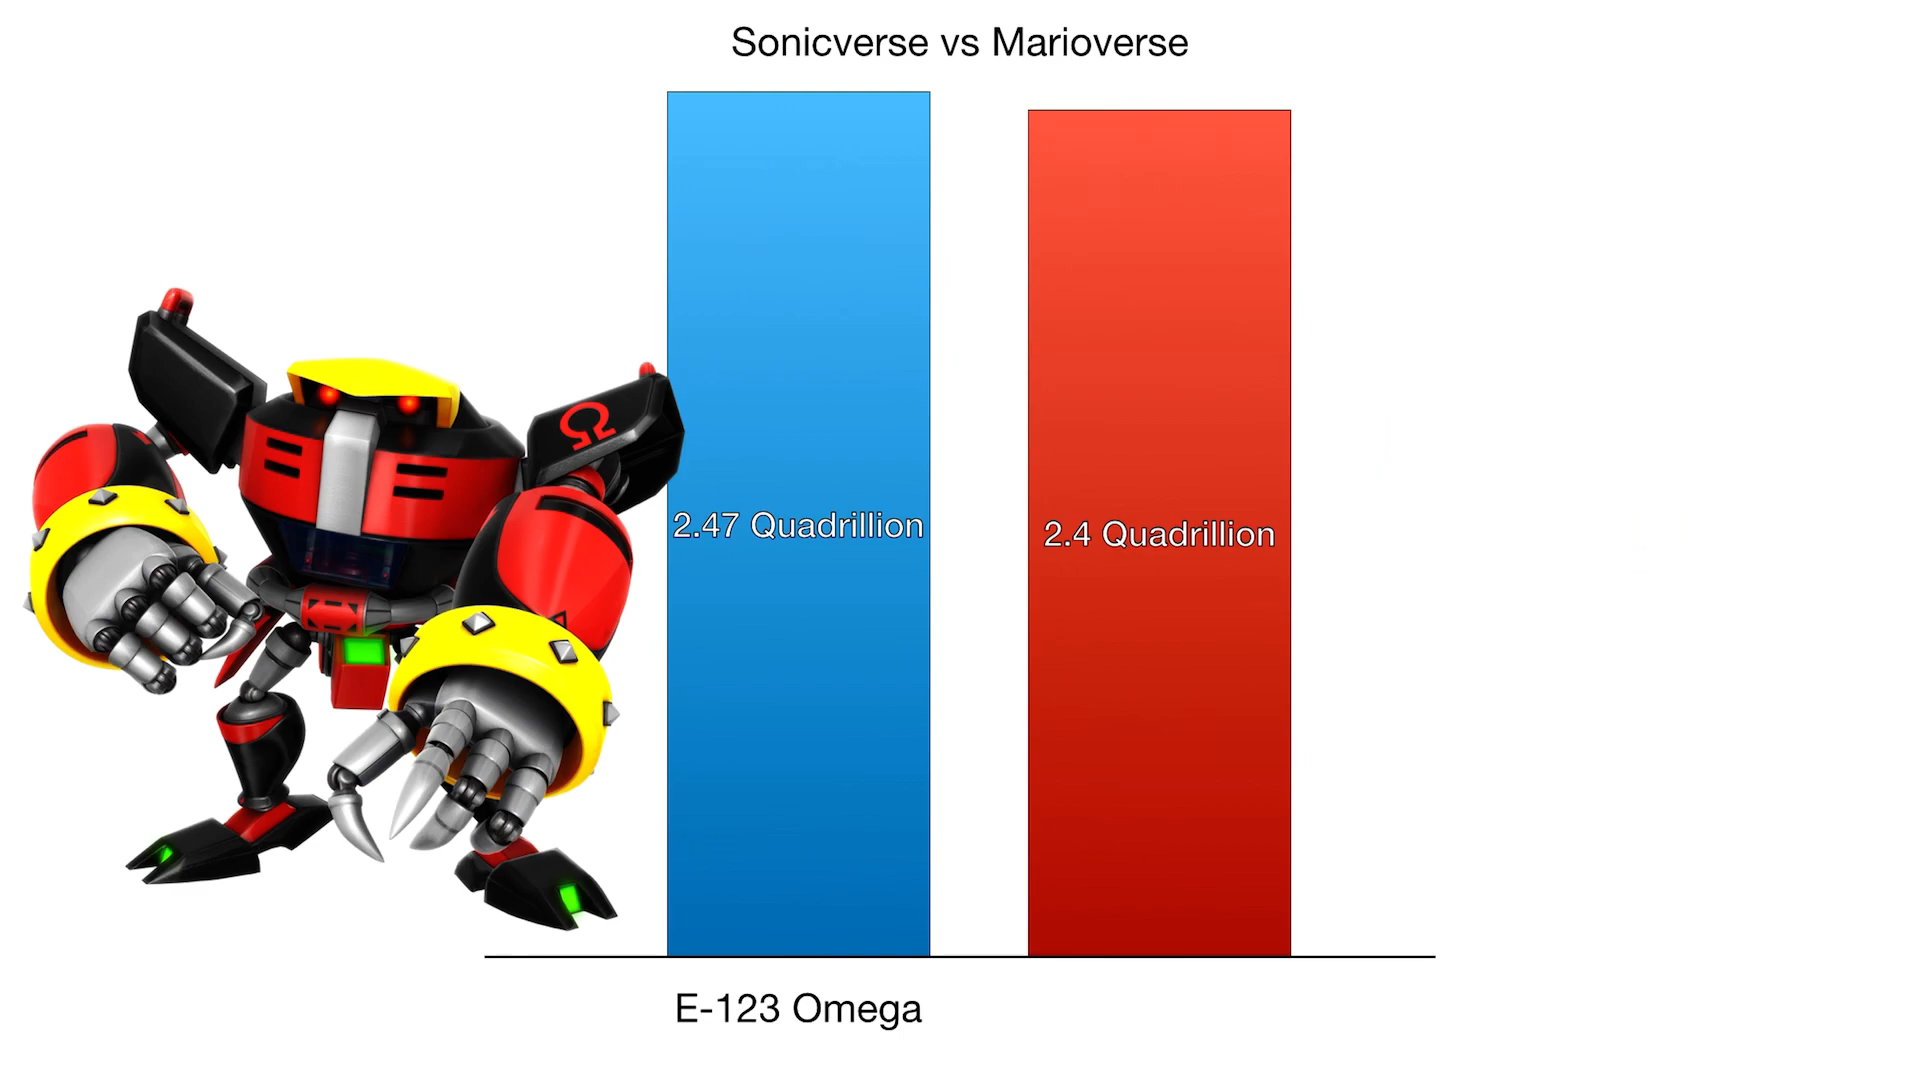 Sonicverse vs Marioverse
Ω
2.47 Quadrillion
2.4 Quadrillion
E-123 Omega